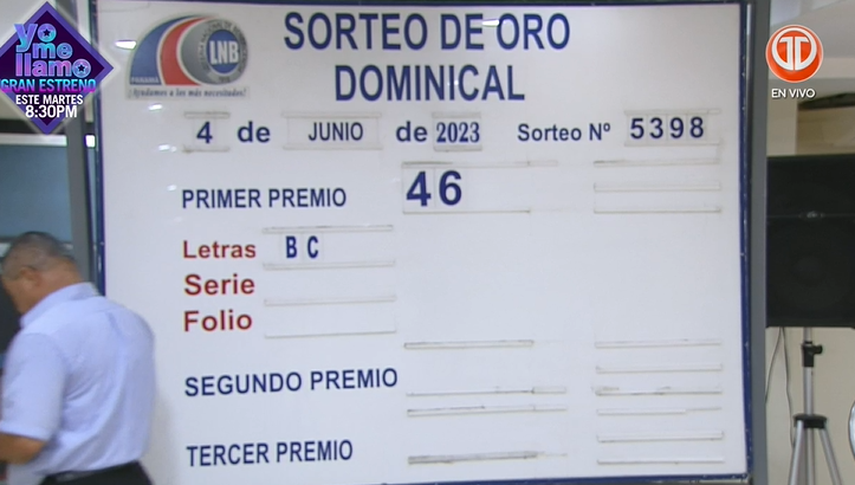 yo
me
llamo
GRAN ESTRENO
ESTE MARTES
8:30PM
LNB
PANAMÁ
¡Ayudamos a los más necesitados!
SORTEO DE ORO
DOMINICAL
EN VIVO
4 de JUNIO de 2023 Sorteo Nº 5398
PRIMER PREMIO 46
Letras B C
Serie
Folio
SEGUNDO PREMIO
TERCER PREMIO